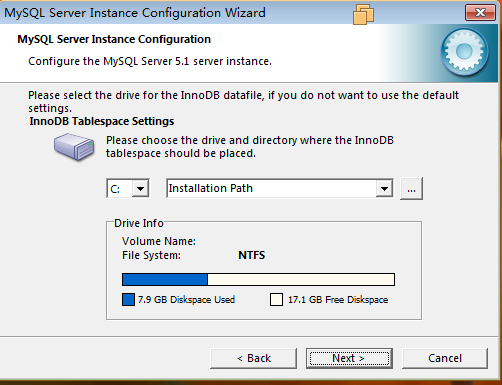 MySQL Server Instance Configuration Wizard
MySQL Server Instance Configuration
Configure the MySQL Server 5.1 server instance.
Please select the drive for the InnoDB datafile, if you do not want to use the default
settings.
InnoDB Tablespace Settings
Please choose the drive and directory where the InnoDB
tablespace should be placed.
C: Installation Path ...
Drive Info
Volume Name:
File System: NTFS
7.9 GB Diskspace Used 17.1 GB Free Diskspace
< Back Next > Cancel